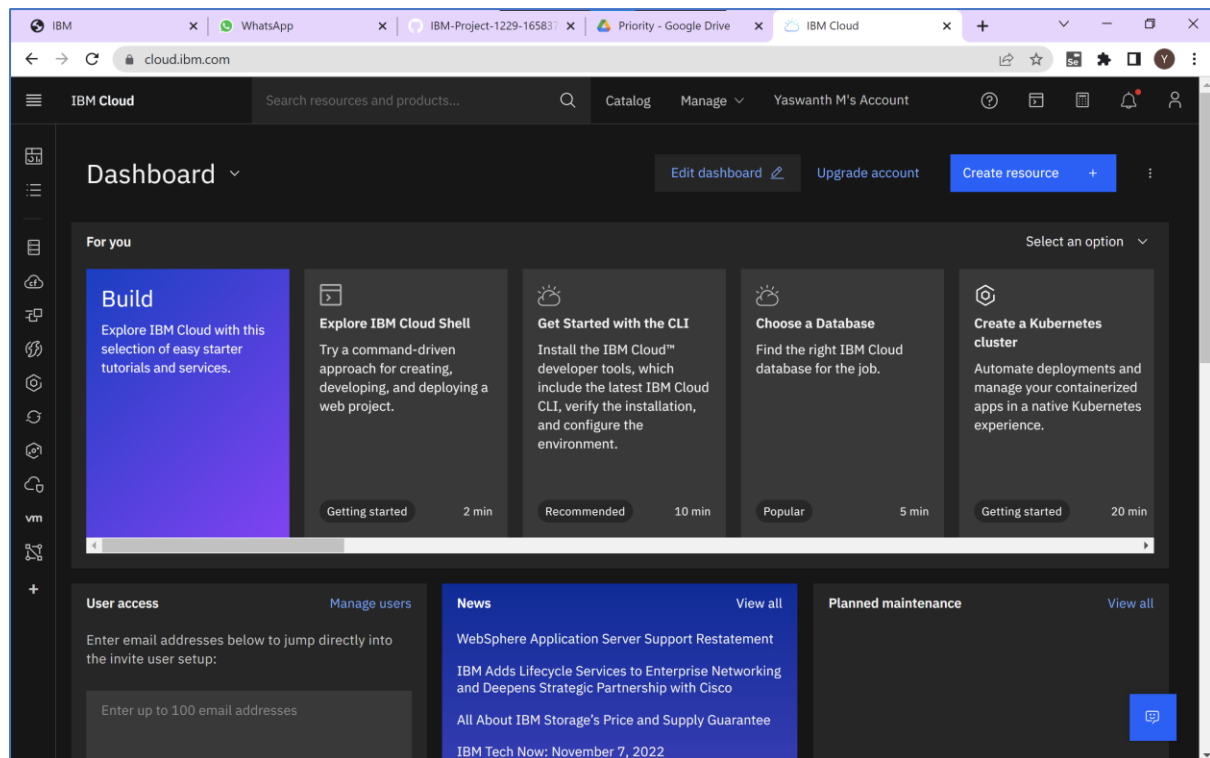 IBM
WhatsApp
IBM-Project-1229-165837
Priority - Google Drive
IBM Cloud
cloud.ibm.com
Se
Y
IBM Cloud
Search resources and products...
Catalog
Manage
Yaswanth M's Account
Dashboard
Edit dashboard
Upgrade account
Create resource +
For you
Select an option
Build
Explore IBM Cloud with this
selection of easy starter
tutorials and services.
Explore IBM Cloud Shell
Try a command-driven
approach for creating,
developing, and deploying a
web project.
Getting started
2 min
Get Started with the CLI
Install the IBM Cloud™
developer tools, which
include the latest IBM Cloud
CLI, verify the installation,
and configure the
environment.
Recommended
10 min
Choose a Database
Find the right IBM Cloud
database for the job.
Popular
5 min
Create a Kubernetes
cluster
Automate deployments and
manage your containerized
apps in a native Kubernetes
experience.
Getting started
20 min
cf
vm
User access
Manage users
Enter email addresses below to jump directly into
the invite user setup:
Enter up to 100 email addresses
News
View all
WebSphere Application Server Support Restatement
IBM Adds Lifecycle Services to Enterprise Networking
and Deepens Strategic Partnership with Cisco
All About IBM Storage's Price and Supply Guarantee
IBM Tech Now: November 7, 2022
Planned maintenance
View all